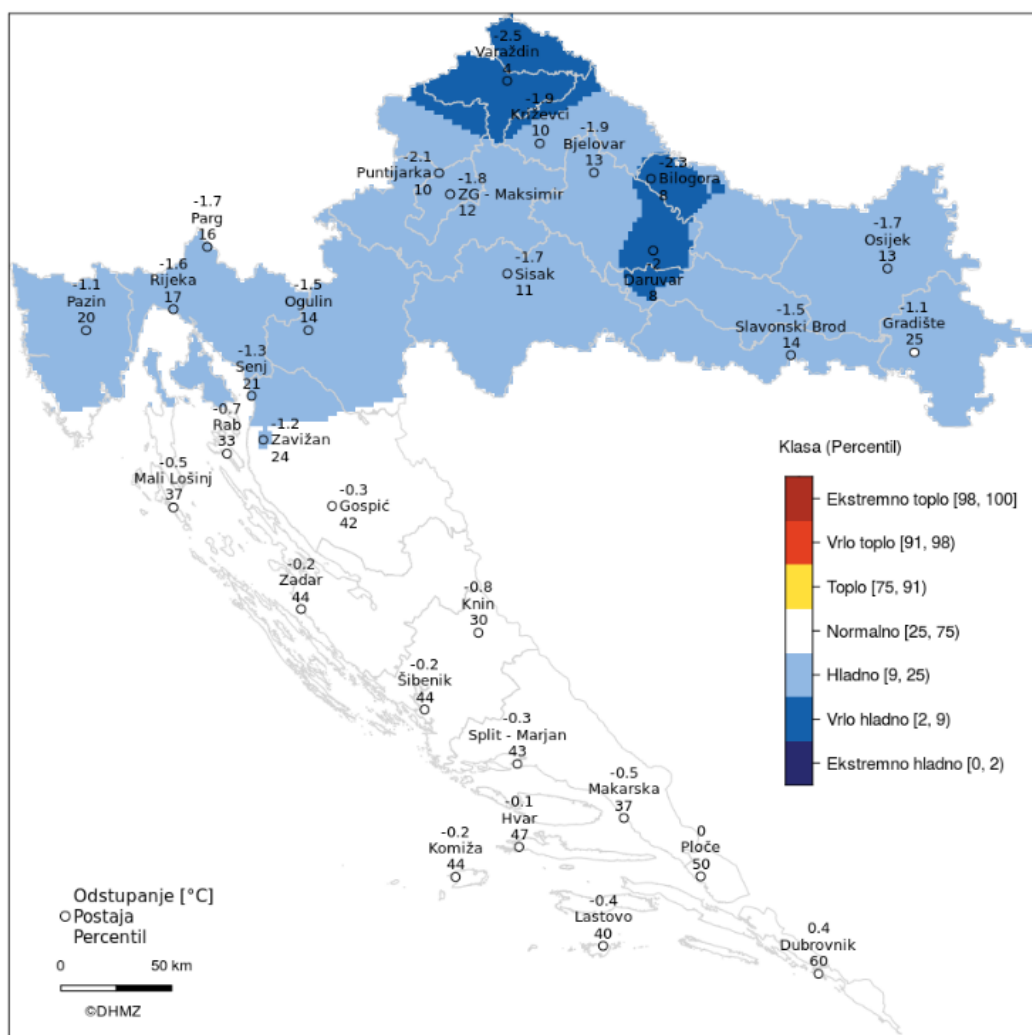 -2.5
Varaždin
4
-1.9
Križevci
10
-1.9
Bjelovar
13
-2.1
Puntijarka
10
-1.8
ZG - Maksimir
12
-2.3
Bilogora
8
-1.7
Parg
16
-1.7
Osijek
13
-1.6
Rijeka
17
-1.7
Sisak
11
-2
Daruvar
8
-1.1
Pazin
20
-1.5
Ogulin
14
-1.5
Slavonski Brod
14
-1.1
Gradište
25
-1.3
Senj
21
-0.7
Rab
33
-1.2
Zavižan
24
-0.5
Mali Lošinj
37
-0.3
Gospić
42
-0.2
Zadar
44
-0.8
Knin
30
-0.2
Šibenik
44
-0.3
Split - Marjan
43
-0.5
Makarska
37
-0.1
Hvar
47
-0.2
Komiža
44
0
Ploče
50
-0.4
Lastovo
40
0.4
Dubrovnik
60
Klasa (Percentil)
Ekstremno toplo [98, 100]
Vrlo toplo [91, 98)
Toplo [75, 91)
Normalno [25, 75)
Hladno [9, 25)
Vrlo hladno [2, 9)
Ekstremno hladno [0, 2)
Odstupanje [°C]
Postaja
Percentil
0 50 km
©DHMZ